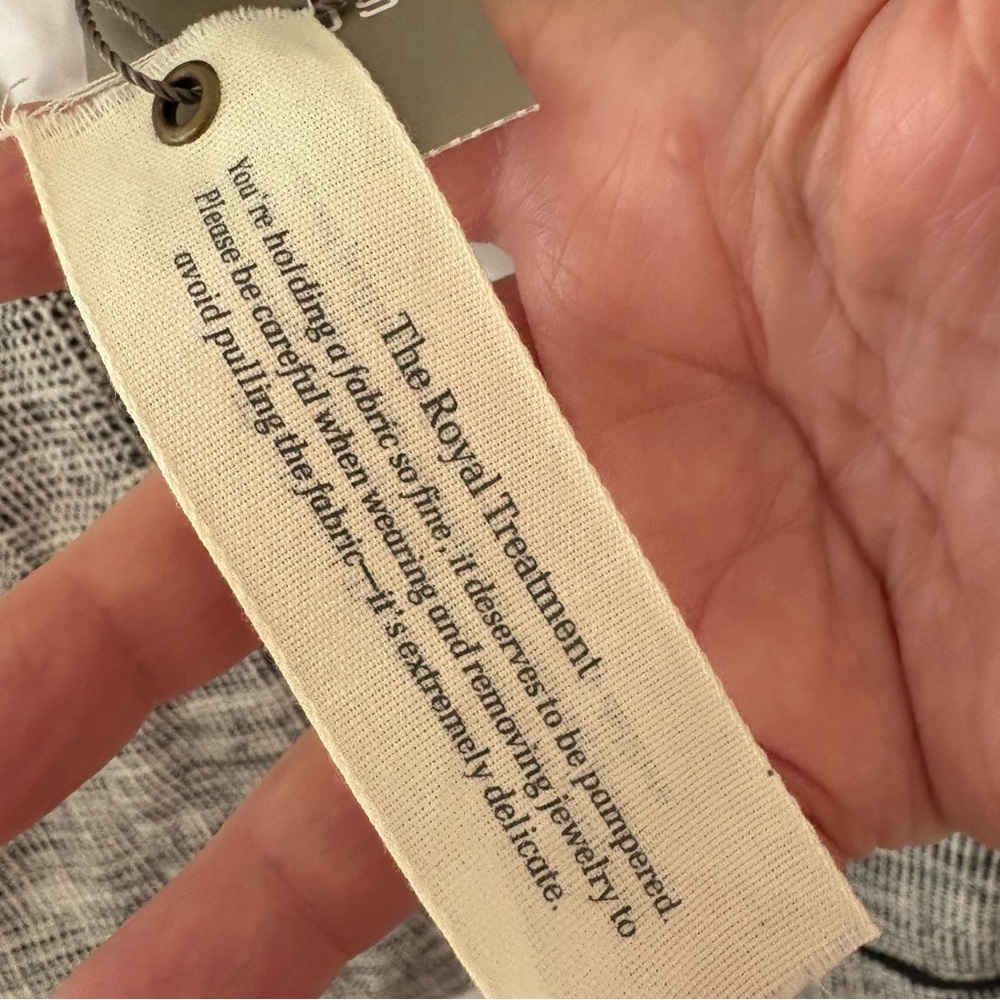 The Royal Treatment
You're holding a fabric so fine, it deserves to be pampered.
Please be careful when wearing and removing jewelry to
avoid pulling the fabric—it's extremely delicate.